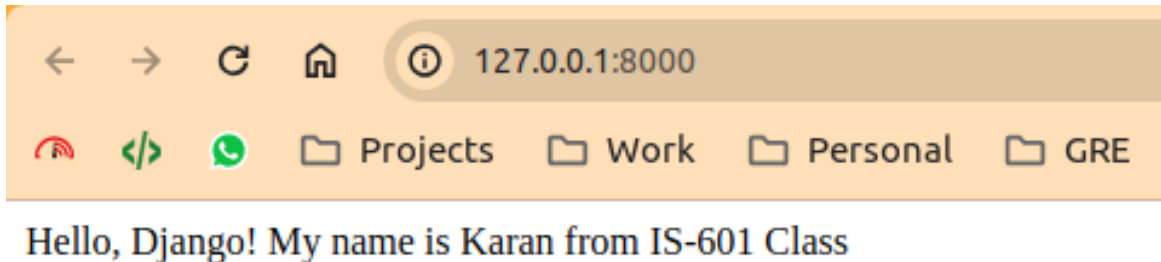 127.0.0.1:8000
</> Projects Work Personal GRE
Hello, Django! My name is Karan from IS-601 Class